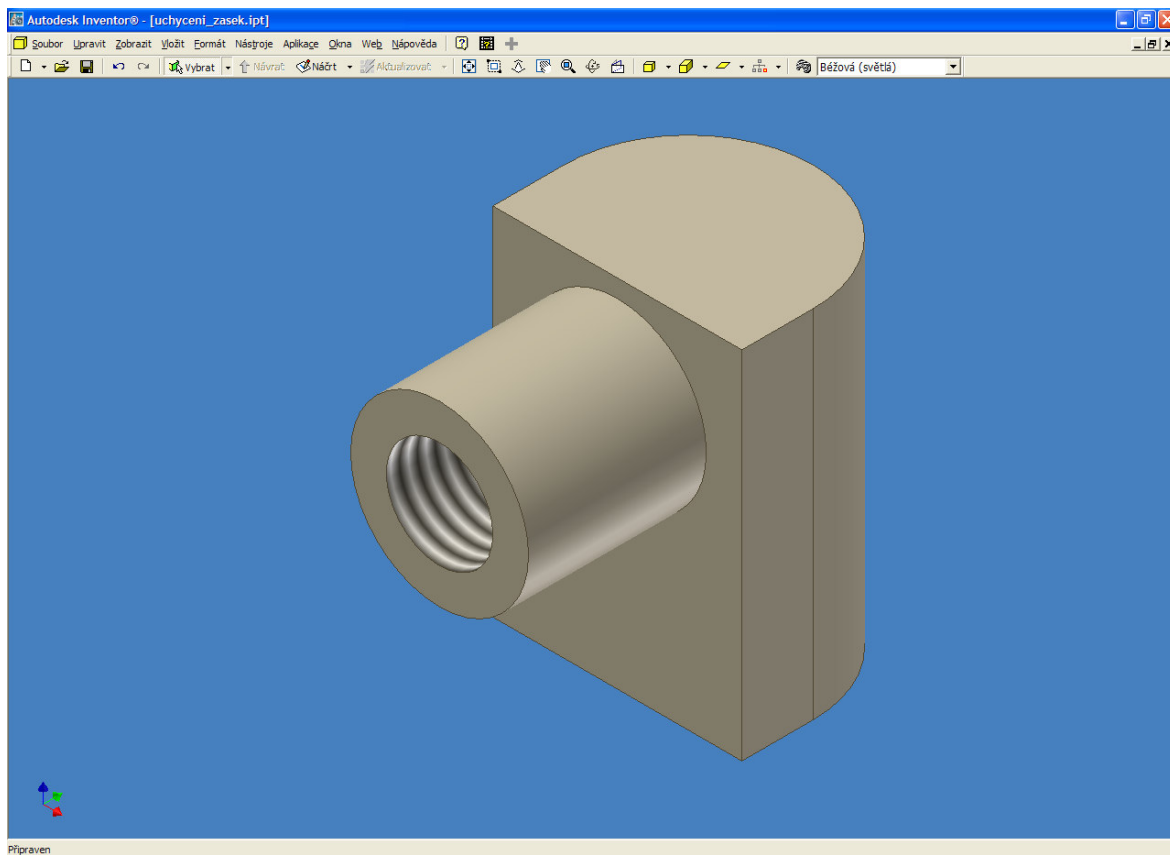 Autodesk Inventor® - [uchyceni_zasek.ipt]
Soubor Upravit Zobrazit Vložit Formát Nástroje Aplikace Okna Web Nápověda
Vybrat Návrat Náčrt Aktualizovat Béžová (světlá)
Připraven